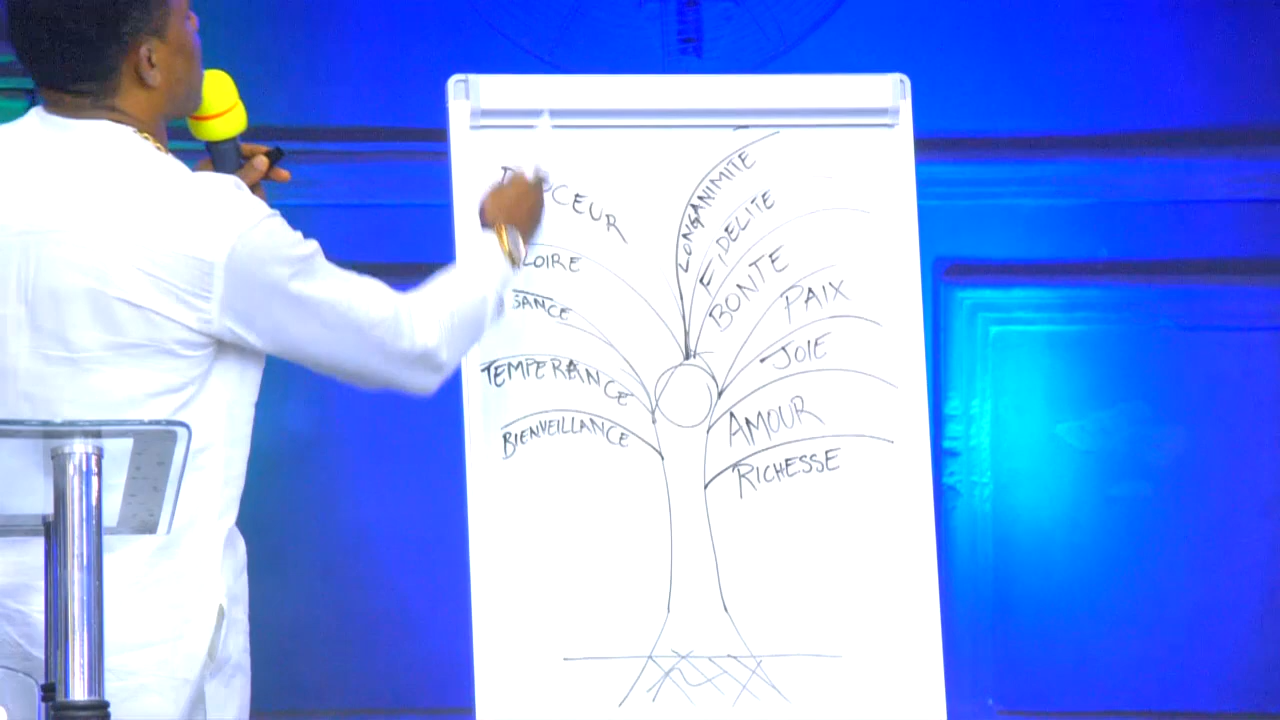 LONGANIMITE
FIDELITE
BONTE
PAIX
JOIE
AMOUR
RICHESSE
TEMPERANCE
BIENVEILLANCE